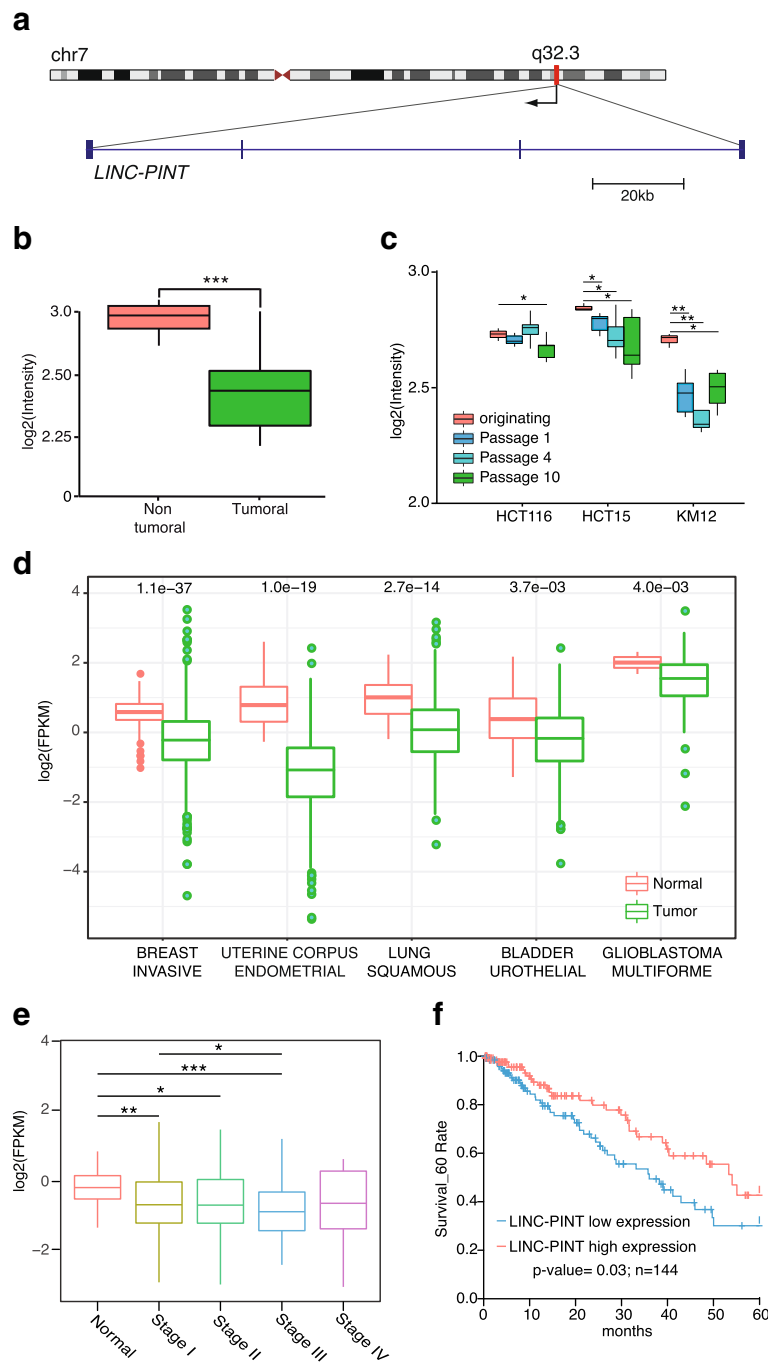 a
chr7
q32.3
LINC-PINT
20kb
b
***
log2(Intensity)
3.0
2.50
2.25
0
Non
tumoral
Tumoral
c
log2(Intensity)
3.0
2.5
2.0
*
*
*
*
**
**
*
originating
Passage 1
Passage 4
Passage 10
HCT116
HCT15
KM12
d
log2(FPKM)
4
2
0
−2
−4
1.1e−37
1.0e−19
2.7e−14
3.7e−03
4.0e−03
Normal
Tumor
BREAST
INVASIVE
UTERINE CORPUS
ENDOMETRIAL
LUNG
SQUAMOUS
BLADDER
UROTHELIAL
GLIOBLASTOMA
MULTIFORME
e
log2(FPKM)
4
2
0
−2
*
***
*
**
Normal
Stage I
Stage II
Stage III
Stage IV
f
Survival_60 Rate
1.0
0.8
0.6
0.4
0.2
0.0
LINC-PINT low expression
LINC-PINT high expression
p-value= 0.03; n=144
0 10 20 30 40 50 60
months